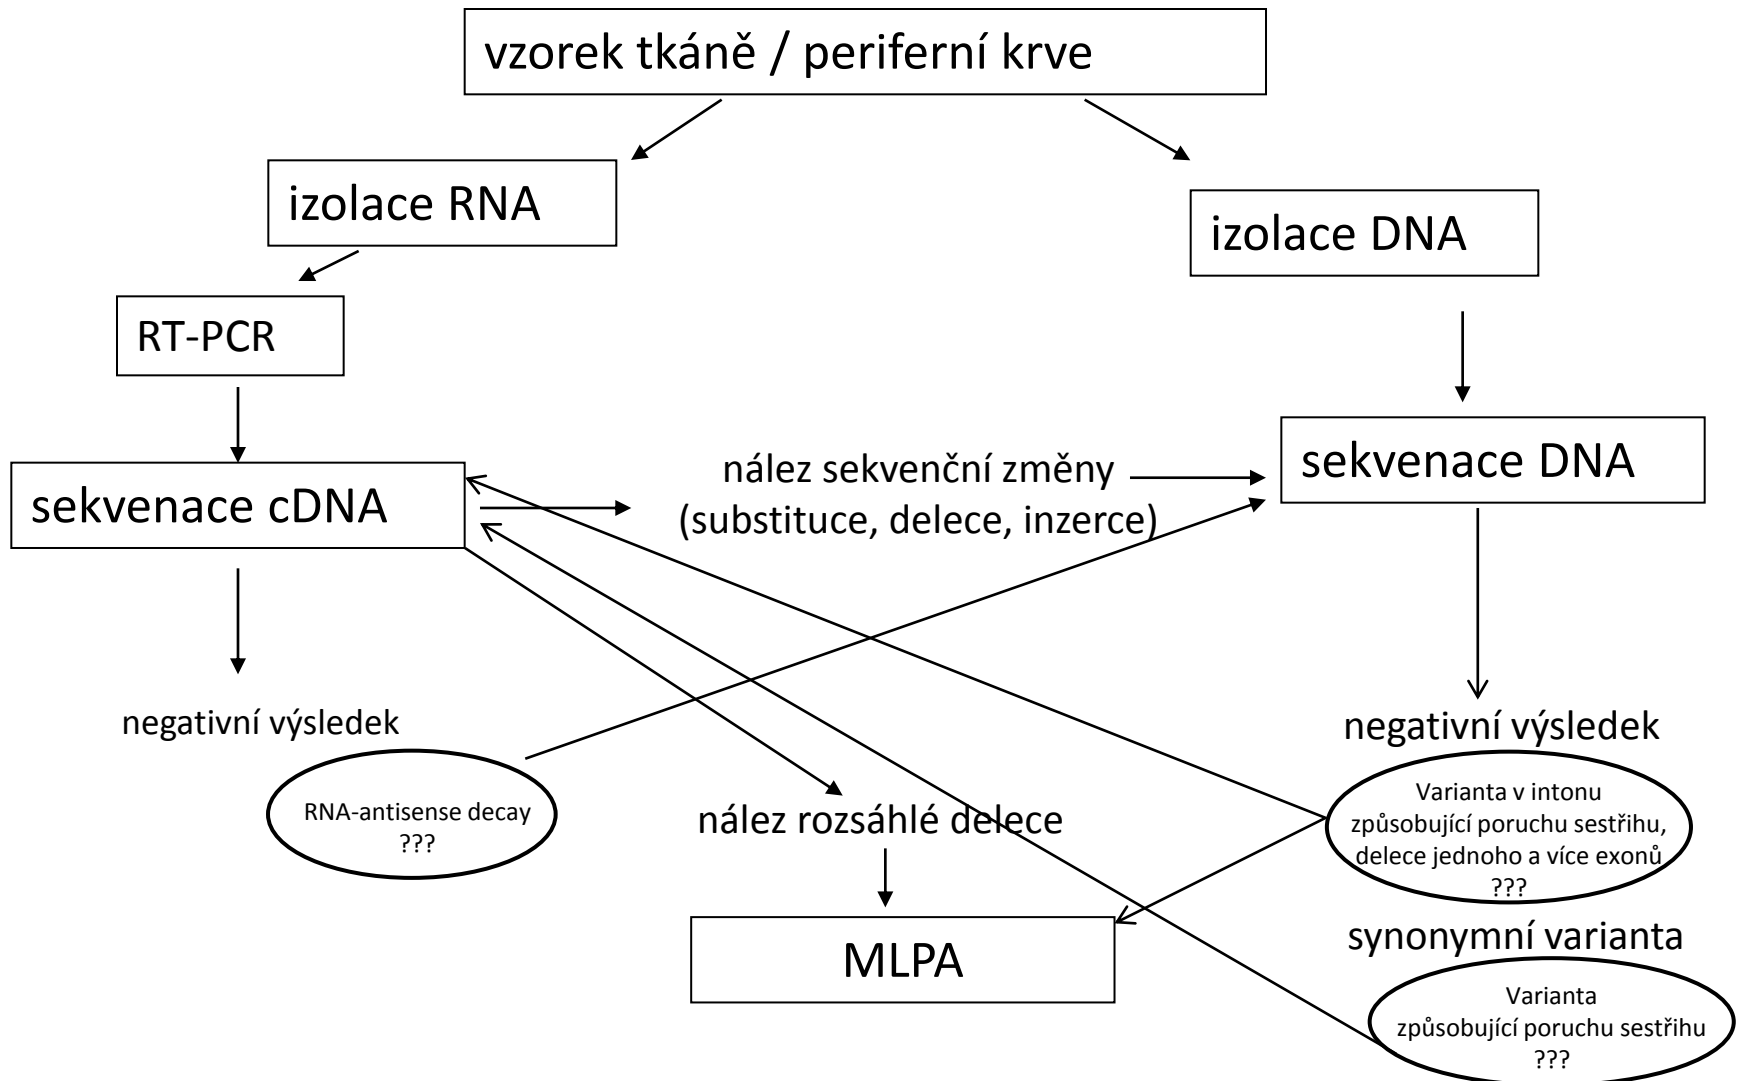 vzorek tkáně / periferní krve
izolace RNA
izolace DNA
RT-PCR
sekvenace DNA
nález sekvenční změny
(substituce, delece, inzerce)
sekvenace cDNA
negativní výsledek
negativní výsledek
RNA-antisense decay
???
nález rozsáhlé delece
Varianta v intonu
způsobující poruchu sestřihu,
delece jednoho a více exonů
???
MLPA
synonymní varianta
Varianta
způsobující poruchu sestřihu
???